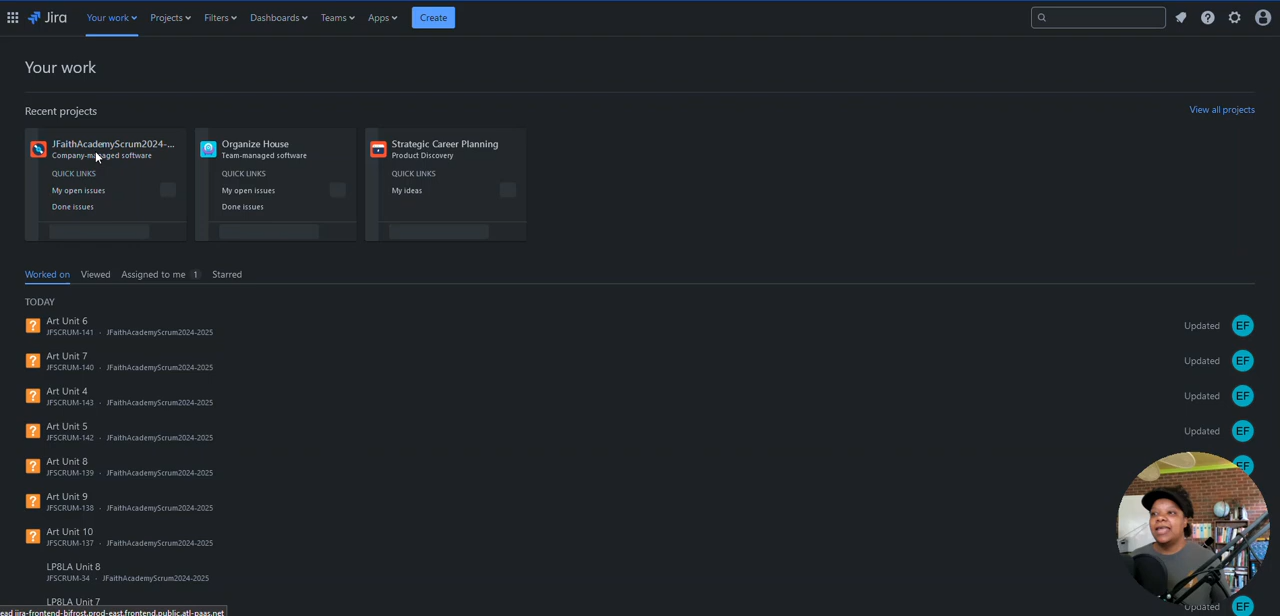 Jira Your work Projects Filters Dashboards Teams Apps Create
Your work
Recent projects View all projects
JFaithAcademyScrum2024-...
Company-managed software
QUICK LINKS
My open issues
Done issues
Organize House
Team-managed software
QUICK LINKS
My open issues
Done issues
Strategic Career Planning
Product Discovery
QUICK LINKS
My ideas
Worked on Viewed Assigned to me 1 Starred
TODAY
Art Unit 6
JFSCRUM-141 · JFaithAcademyScrum2024-2025
Updated EF
Art Unit 7
JFSCRUM-140 · JFaithAcademyScrum2024-2025
Updated EF
Art Unit 4
JFSCRUM-143 · JFaithAcademyScrum2024-2025
Updated EF
Art Unit 5
JFSCRUM-142 · JFaithAcademyScrum2024-2025
Updated EF
Art Unit 8
JFSCRUM-139 · JFaithAcademyScrum2024-2025
EF
Art Unit 9
JFSCRUM-138 · JFaithAcademyScrum2024-2025
Art Unit 10
JFSCRUM-137 · JFaithAcademyScrum2024-2025
LP8LA Unit 8
JFSCRUM-34 · JFaithAcademyScrum2024-2025
LP8LA Unit 7
Updated EF
ead jira-frontend-bifrost.prod-east.frontend.public.atl-paas.net